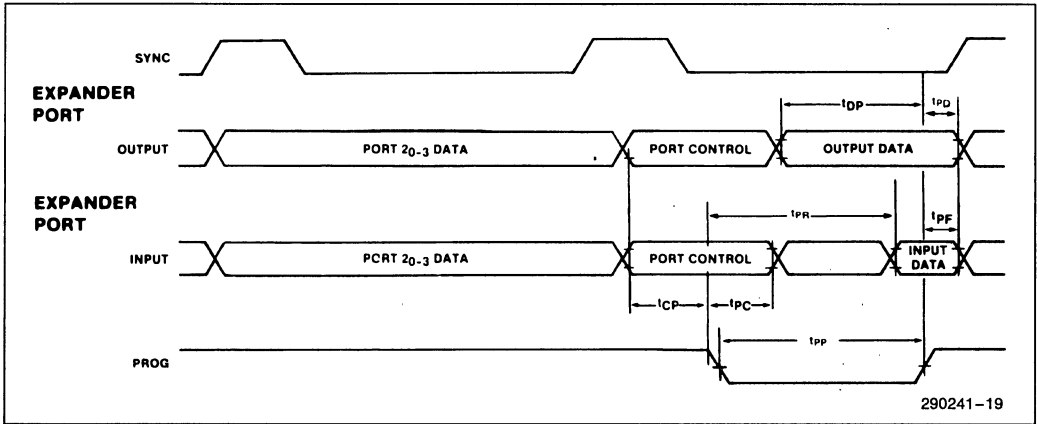 SYNC
EXPANDER
PORT
tDP
tPD
OUTPUT
PORT 20-3 DATA
PORT CONTROL
OUTPUT DATA
EXPANDER
PORT
tPR
tPF
INPUT
PCRT 20-3 DATA
PORT CONTROL
INPUT
DATA
tCP
tPC
tPP
PROG
290241-19